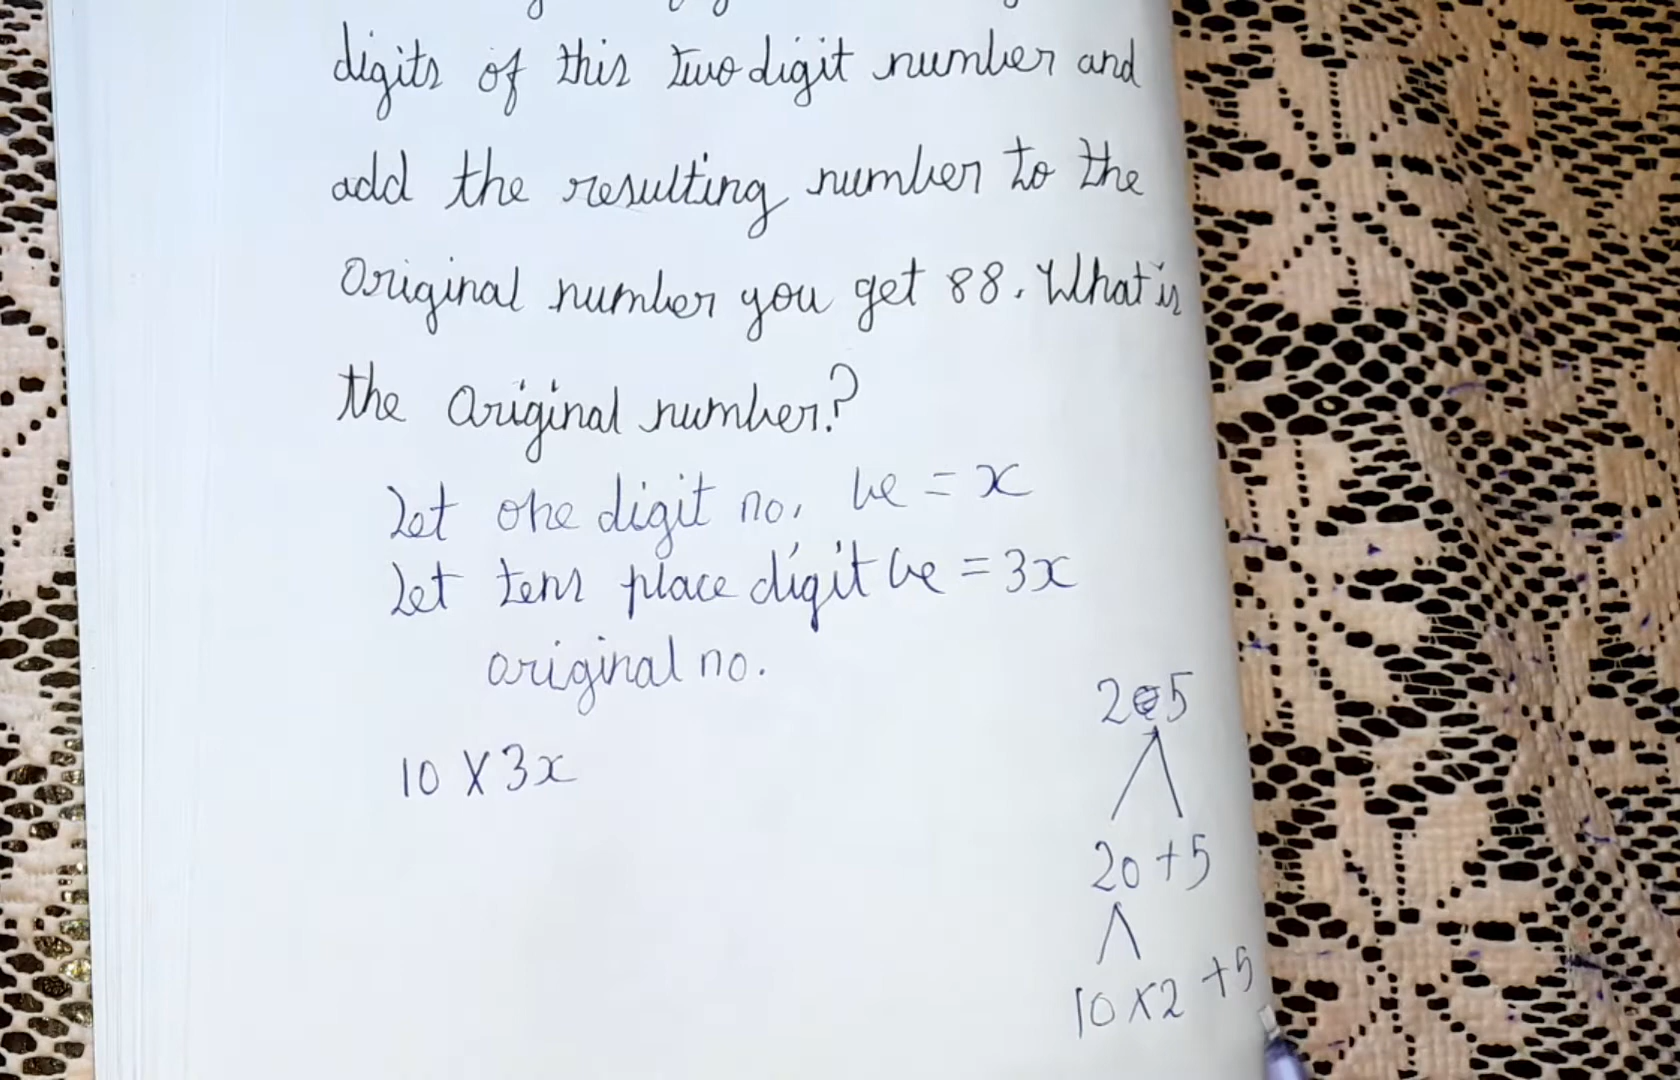 digits of this two digit number and
add the resulting number to the
original number you get 88. What is
the original number?
Let one digit no. be = x
Let tens place digit be = 3x
original no.
10 X 3x
25
20 + 5
10 x 2 + 5